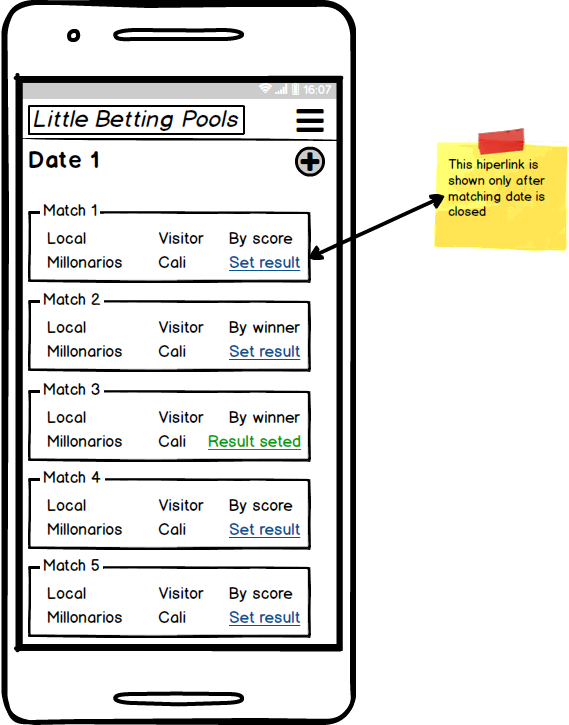 16:07
Little Betting Pools
Date 1
This hiperlink is
shown only after
matching date is
closed
Match 1
Local Visitor By score
Millonarios Cali Set result
Match 2
Local Visitor By winner
Millonarios Cali Set result
Match 3
Local Visitor By winner
Millonarios Cali Result seted
Match 4
Local Visitor By score
Millonarios Cali Set result
Match 5
Local Visitor By score
Millonarios Cali Set result